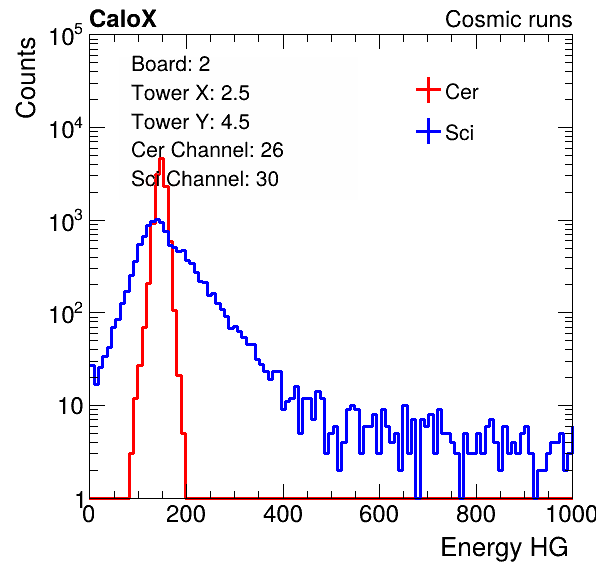 CaloX Cosmic runs
Counts
10^5
10^4
10^3
10^2
10
1
Board: 2
Tower X: 2.5
Tower Y: 4.5
Cer Channel: 26
Sci Channel: 30
Cer
Sci
0 200 400 600 800 1000
Energy HG